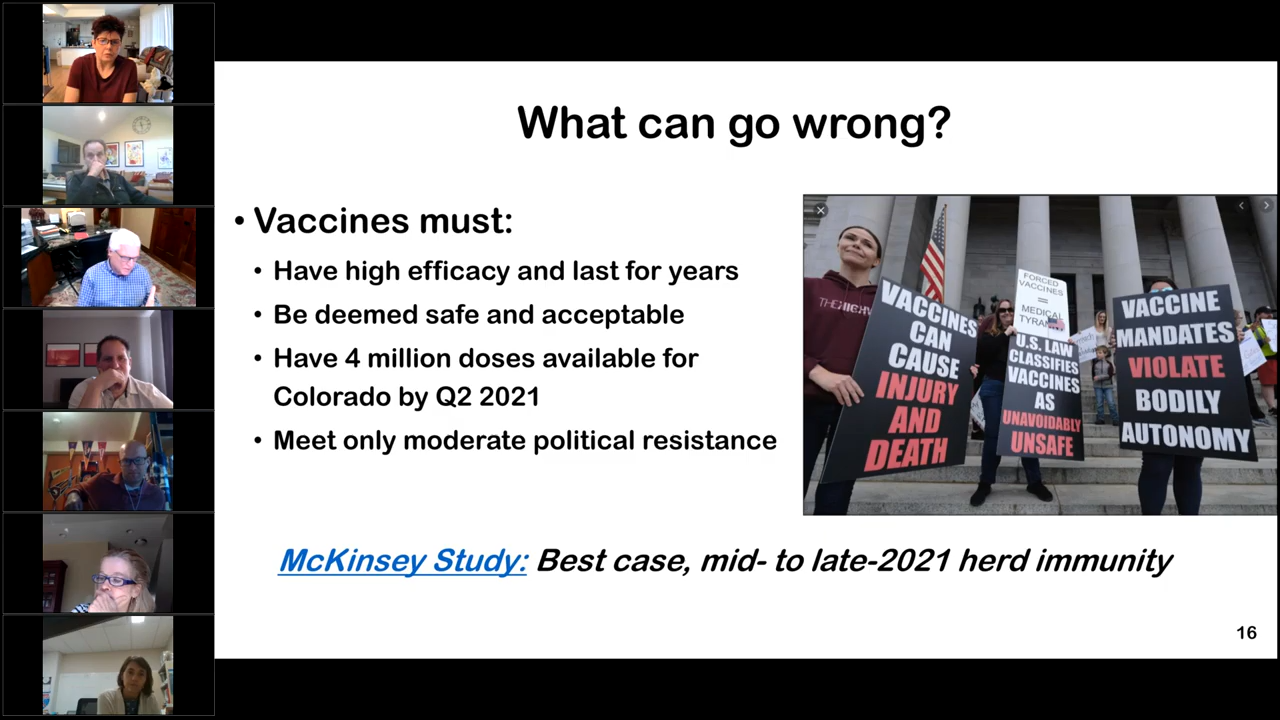 What can go wrong?
• Vaccines must:
• Have high efficacy and last for years
• Be deemed safe and acceptable
• Have 4 million doses available for
Colorado by Q2 2021
• Meet only moderate political resistance
VACCINES
CAN
CAUSE
INJURY
AND
DEATH
FORCED
VACCINES
=
MEDICAL
U.S. LAW
CLASSIFIES
VACCINES
AS
UNAVOIDABLY
UNSAFE
VACCINE
MANDATES
VIOLATE
BODILY
AUTONOMY
McKinsey Study: Best case, mid- to late-2021 herd immunity
16